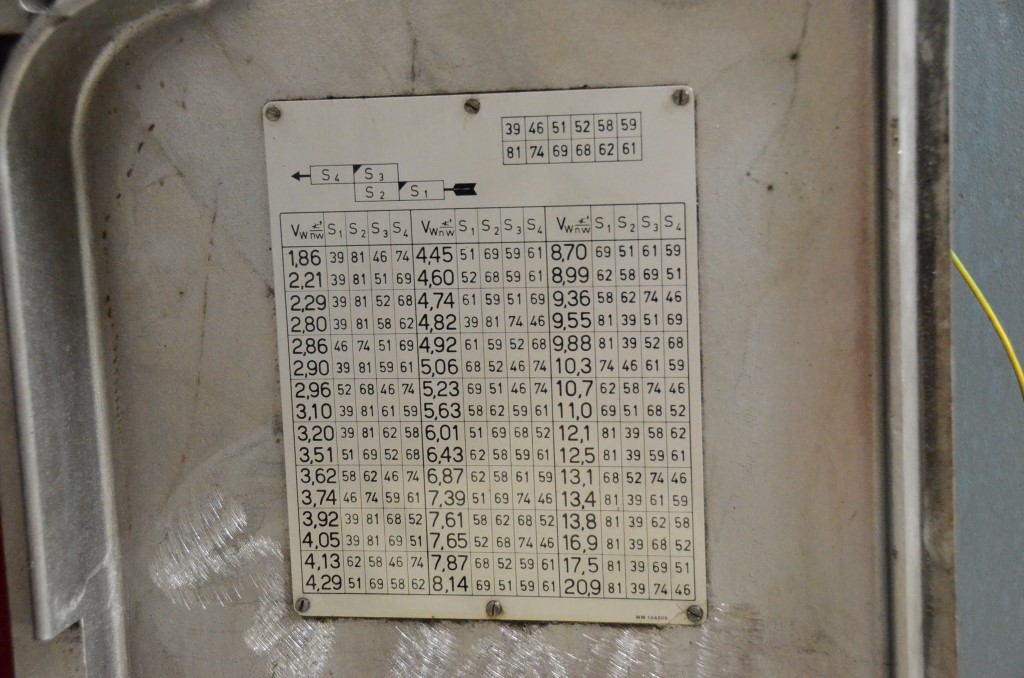 39 46 51 52 58 59
81 74 69 68 62 61
S4 S3
S2 S1
Vw €'/nw S1 S2 S3 S4 Vw €'/nw S1 S2 S3 S4 Vw €'/nw S1 S2 S3 S4
1,86 39 81 46 74 4,45 51 69 59 61 8,70 69 51 61 59
2,21 39 81 51 69 4,60 52 68 59 61 8,99 62 58 69 51
2,29 39 81 52 68 4,74 61 59 51 69 9,36 58 62 74 46
2,80 39 81 58 62 4,82 39 81 74 46 9,55 81 39 51 69
2,86 46 74 51 69 4,92 61 59 52 68 9,88 81 39 52 68
2,90 39 81 59 61 5,06 68 52 46 74 10,3 74 46 61 59
2,96 52 68 46 74 5,23 69 51 46 74 10,7 62 58 74 46
3,10 39 81 61 59 5,63 58 62 59 61 11,0 69 51 68 52
3,20 39 81 62 58 6,01 51 69 68 52 12,1 81 39 58 62
3,51 51 69 52 68 6,43 62 58 59 61 12,5 81 39 59 61
3,62 58 62 46 74 6,87 62 58 61 59 13,1 68 52 74 46
3,74 46 74 59 61 7,39 51 69 74 46 13,4 81 39 61 59
3,92 39 81 68 52 7,61 58 62 68 52 13,8 81 39 62 58
4,05 39 81 69 51 7,65 52 68 74 46 16,9 81 39 68 52
4,13 62 58 46 74 7,87 68 52 59 61 17,5 81 39 69 51
4,29 51 69 58 62 8,14 69 51 59 61 20,9 81 39 74 46